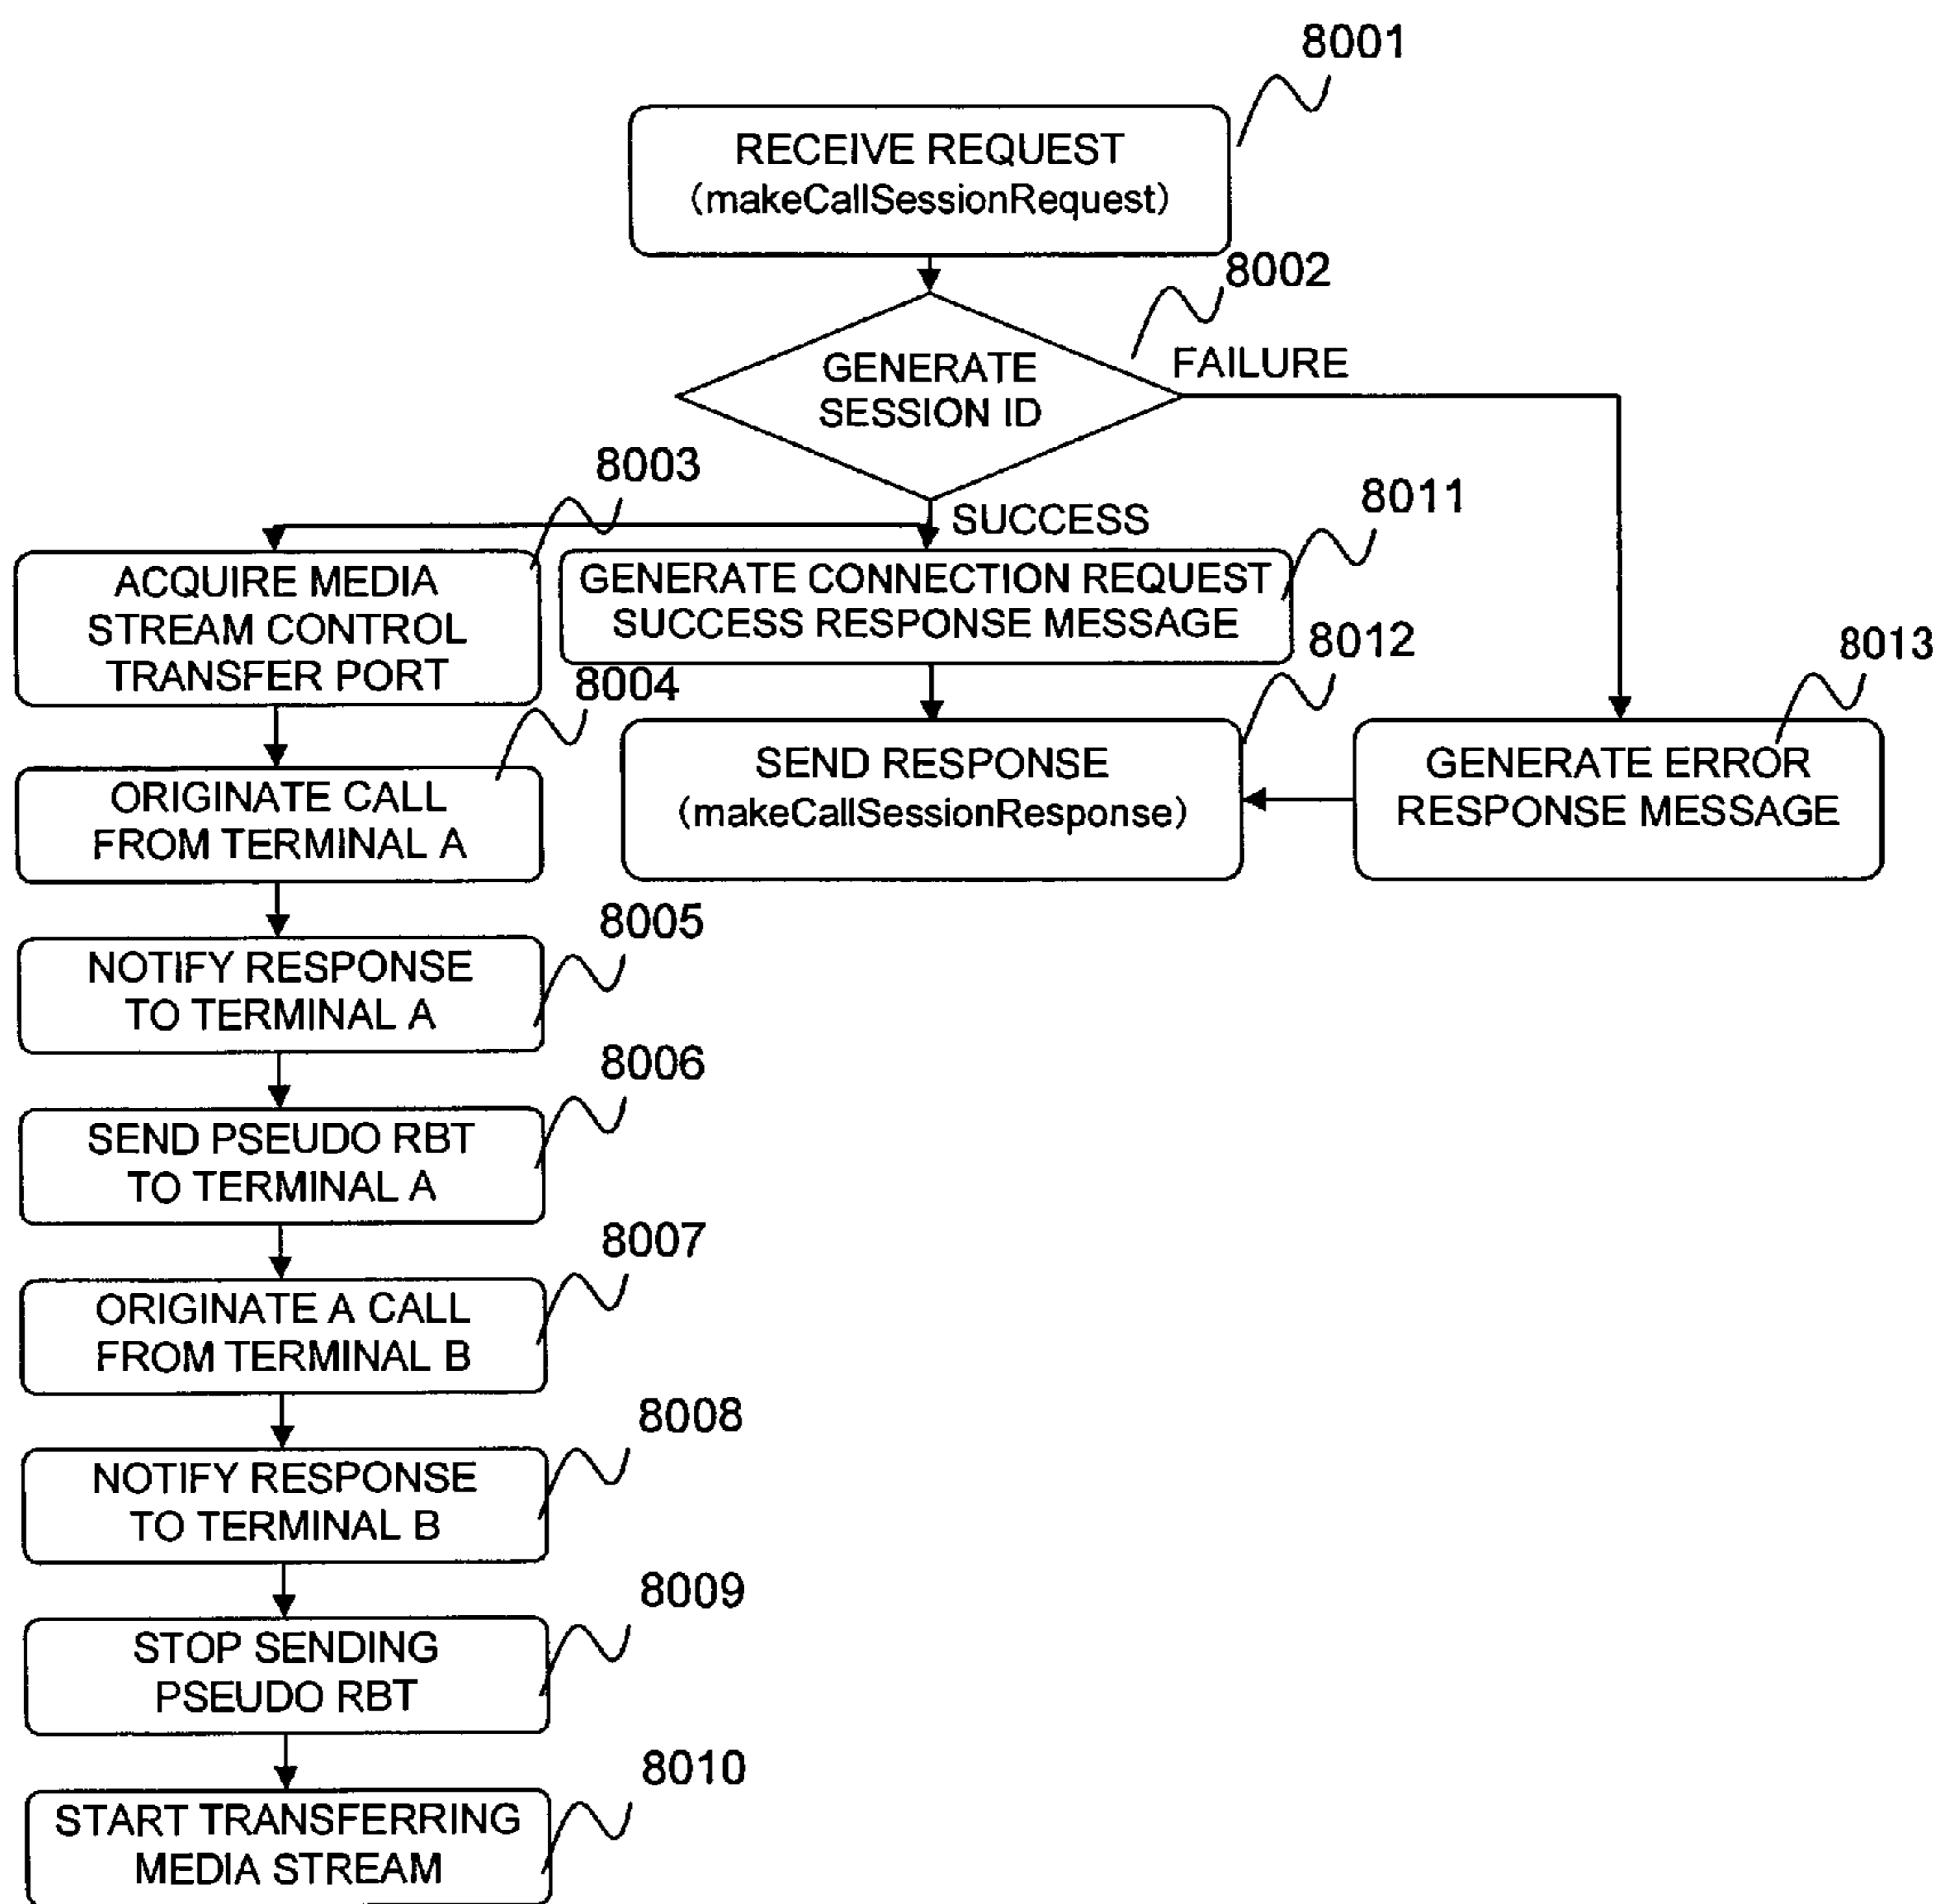 8001
RECEIVE REQUEST
(makeCallSessionRequest)
8002
GENERATE
SESSION ID
FAILURE
8003
SUCCESS
8011
ACQUIRE MEDIA
STREAM CONTROL
TRANSFER PORT
GENERATE CONNECTION REQUEST
SUCCESS RESPONSE MESSAGE
8012
8013
8004
SEND RESPONSE
(makeCallSessionResponse)
GENERATE ERROR
RESPONSE MESSAGE
ORIGINATE CALL
FROM TERMINAL A
8005
NOTIFY RESPONSE
TO TERMINAL A
8006
SEND PSEUDO RBT
TO TERMINAL A
8007
ORIGINATE A CALL
FROM TERMINAL B
8008
NOTIFY RESPONSE
TO TERMINAL B
8009
STOP SENDING
PSEUDO RBT
8010
START TRANSFERRING
MEDIA STREAM